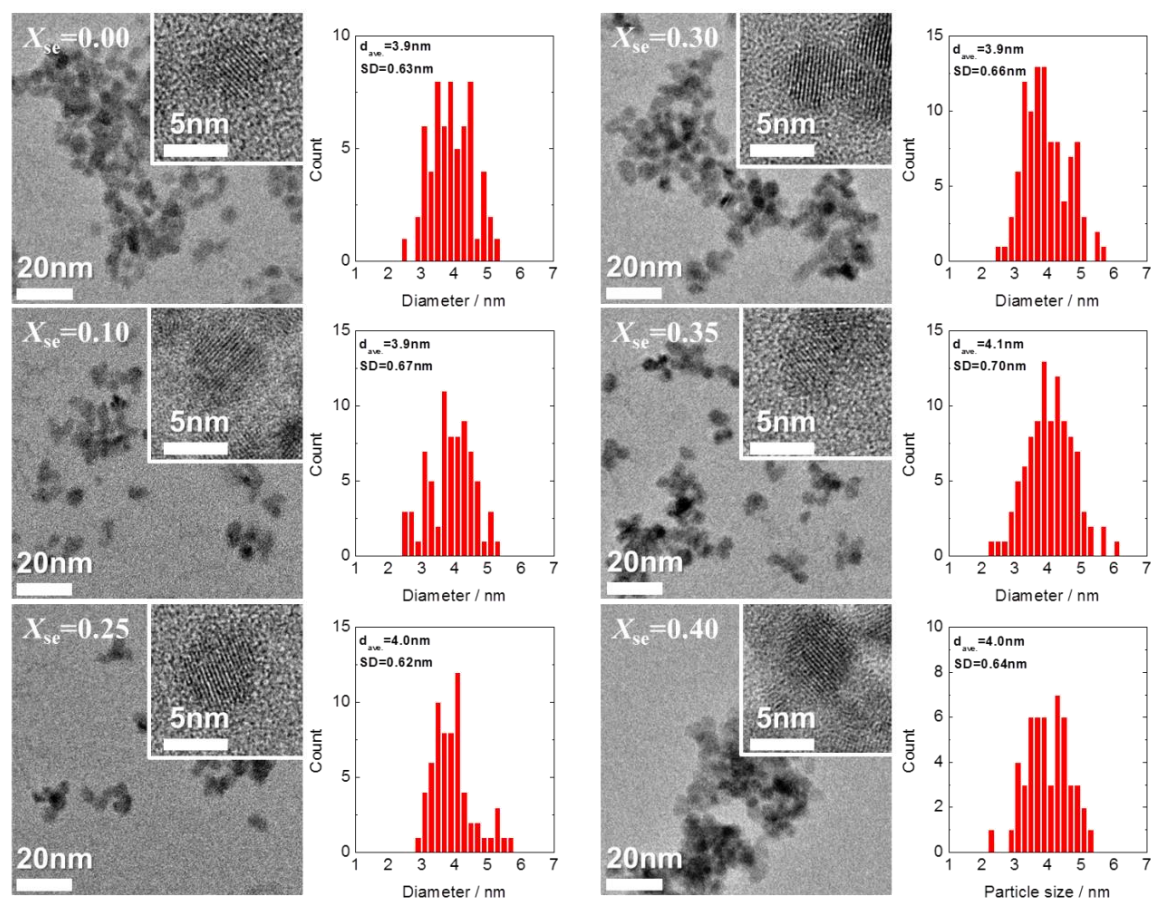 Xse=0.00
5nm
20nm
10
5
0
Count
dave.=3.9nm
SD=0.63nm
1 2 3 4 5 6 7
Diameter / nm
Xse=0.30
5nm
20nm
15
10
5
0
Count
dave.=3.9nm
SD=0.66nm
1 2 3 4 5 6 7
Diameter / nm
Xse=0.10
5nm
20nm
15
10
5
0
Count
dave.=3.9nm
SD=0.67nm
1 2 3 4 5 6 7
Diameter / nm
Xse=0.35
5nm
20nm
15
10
5
0
Count
dave.=4.1nm
SD=0.70nm
1 2 3 4 5 6 7
Diameter / nm
Xse=0.25
5nm
20nm
15
10
5
0
Count
dave.=4.0nm
SD=0.62nm
1 2 3 4 5 6 7
Diameter / nm
Xse=0.40
5nm
20nm
10
8
6
4
2
0
Count
dave.=4.0nm
SD=0.64nm
1 2 3 4 5 6 7
Particle size / nm